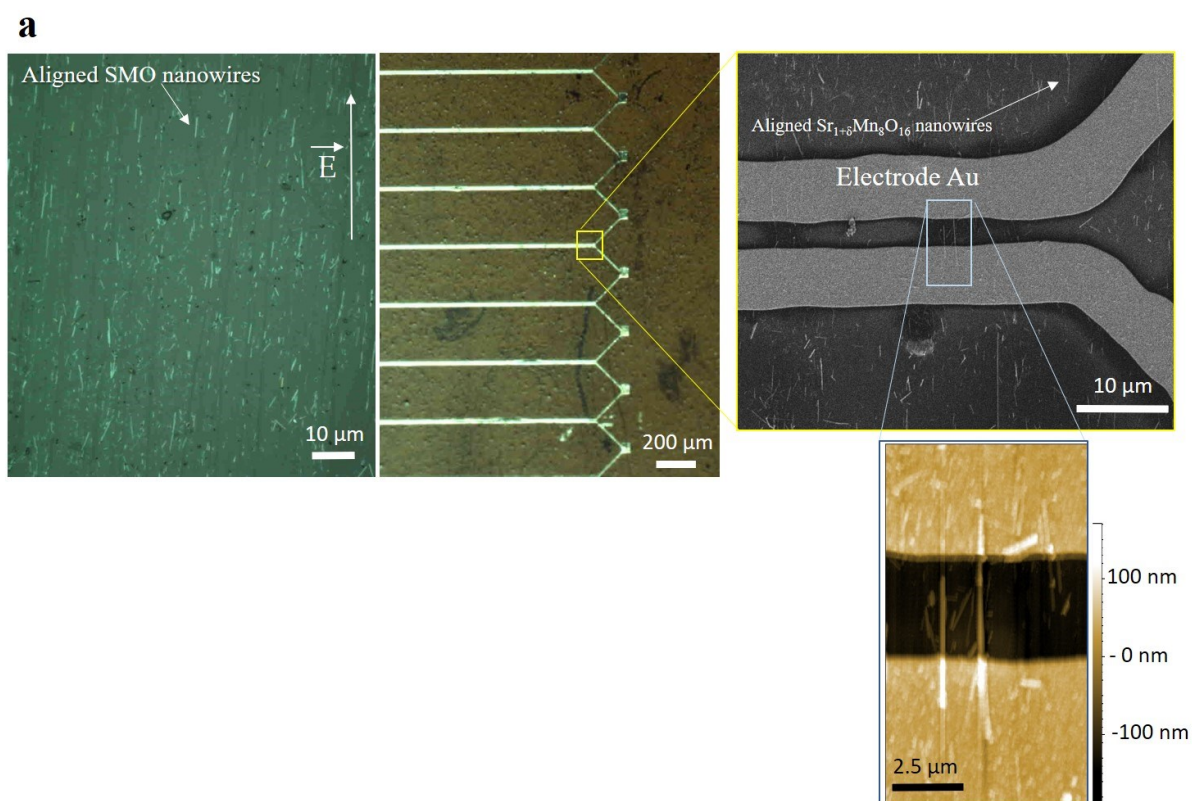 a
Aligned SMO nanowires
E
10 µm
200 µm
Aligned Sr₁₊δMn₈O₁₆ nanowires
Electrode Au
10 µm
100 nm
- 0 nm
-100 nm
2.5 µm